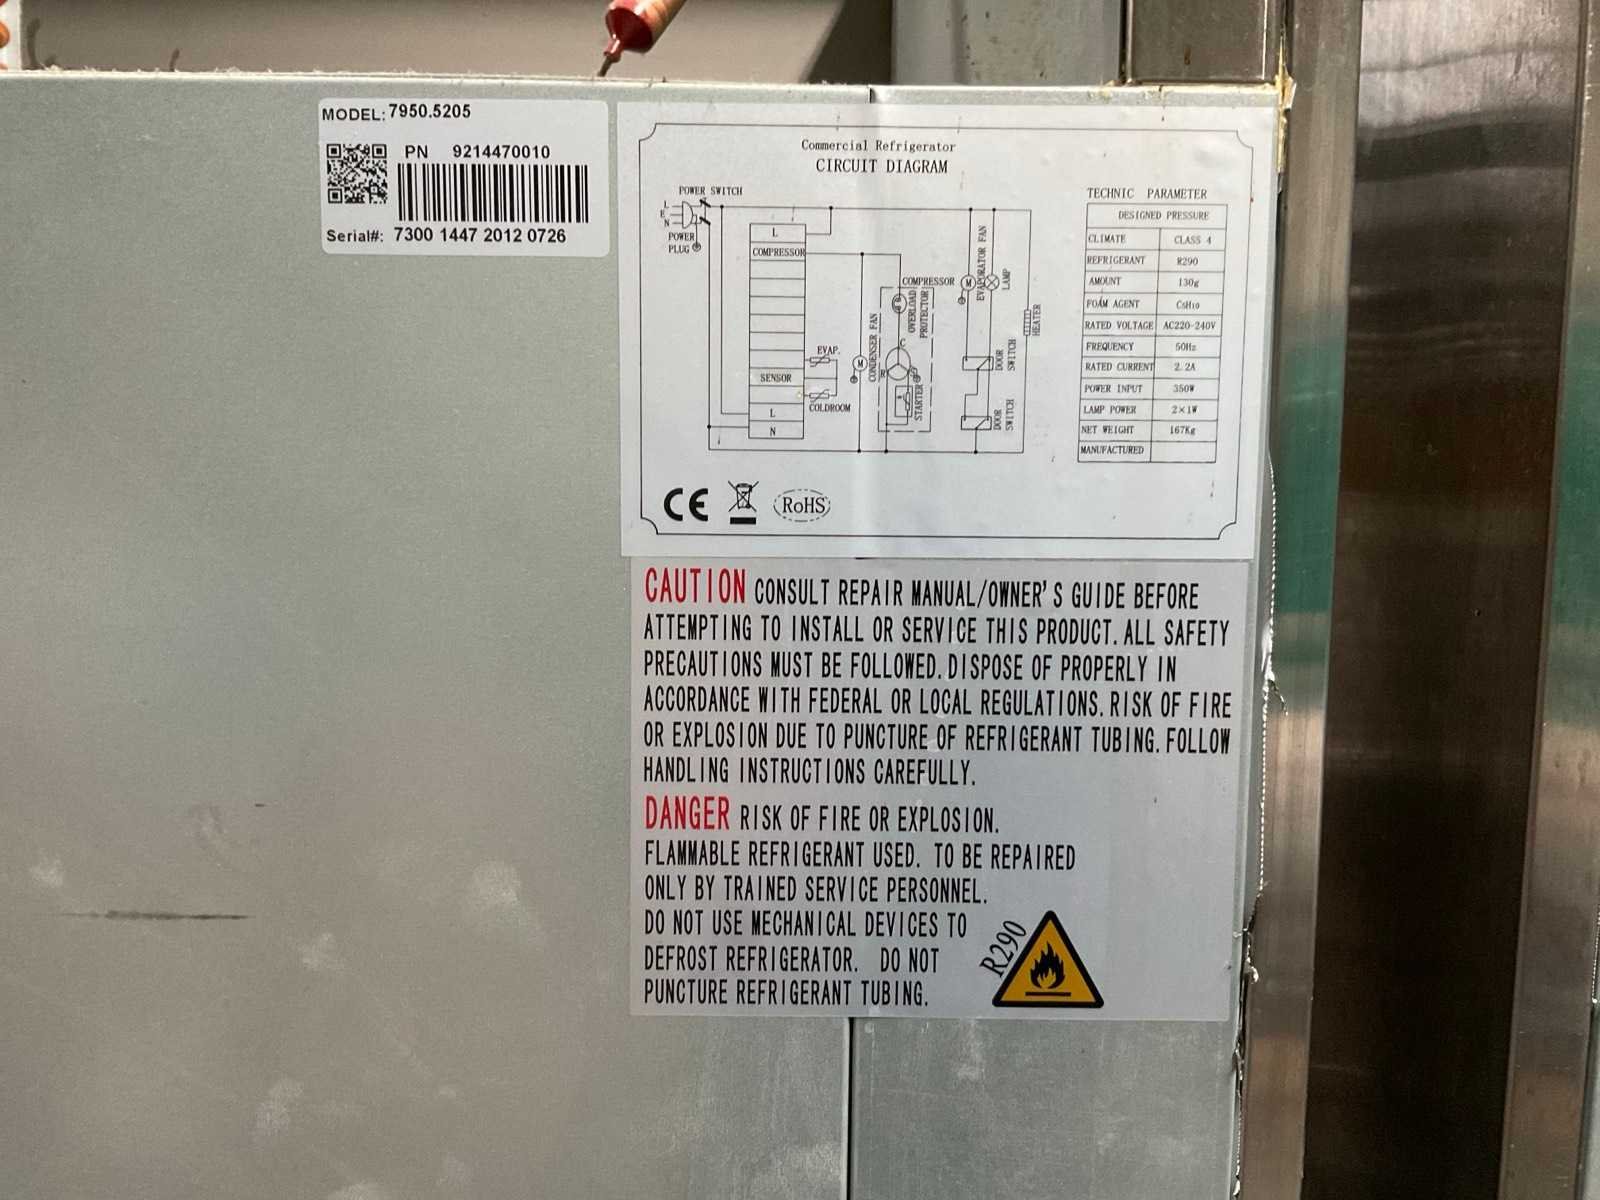 MODEL: 7950.5205
PN 9214470010
Serial#: 7300 1447 2012 0726
Commercial Refrigerator
CIRCUIT DIAGRAM
POWER SWITCH
L
E
N
POWER
PLUG
L
COMPRESSOR
SENSOR
L
N
EVAP.
COLDROOM
M
CONDENSER FAN
COMPRESSOR
OVERLOAD
PROTECTOR
C
R
S
STARTER
M
EVAPORATOR FAN
LAMP
DOOR
SWITCH
DOOR
SWITCH
HEATER
TECHNIC PARAMETER
DESIGNED PRESSURE
CLIMATE CLASS 4
REFRIGERANT R290
AMOUNT 130g
FOAM AGENT C5H10
RATED VOLTAGE AC220-240V
FREQUENCY 50Hz
RATED CURRENT 2.2A
POWER INPUT 350W
LAMP POWER 2×1W
NET WEIGHT 167Kg
MANUFACTURED
CE
RoHS
CAUTION CONSULT REPAIR MANUAL/OWNER'S GUIDE BEFORE
ATTEMPTING TO INSTALL OR SERVICE THIS PRODUCT. ALL SAFETY
PRECAUTIONS MUST BE FOLLOWED. DISPOSE OF PROPERLY IN
ACCORDANCE WITH FEDERAL OR LOCAL REGULATIONS. RISK OF FIRE
OR EXPLOSION DUE TO PUNCTURE OF REFRIGERANT TUBING. FOLLOW
HANDLING INSTRUCTIONS CAREFULLY.
DANGER RISK OF FIRE OR EXPLOSION.
FLAMMABLE REFRIGERANT USED. TO BE REPAIRED
ONLY BY TRAINED SERVICE PERSONNEL.
DO NOT USE MECHANICAL DEVICES TO
DEFROST REFRIGERATOR. DO NOT
PUNCTURE REFRIGERANT TUBING.
R290